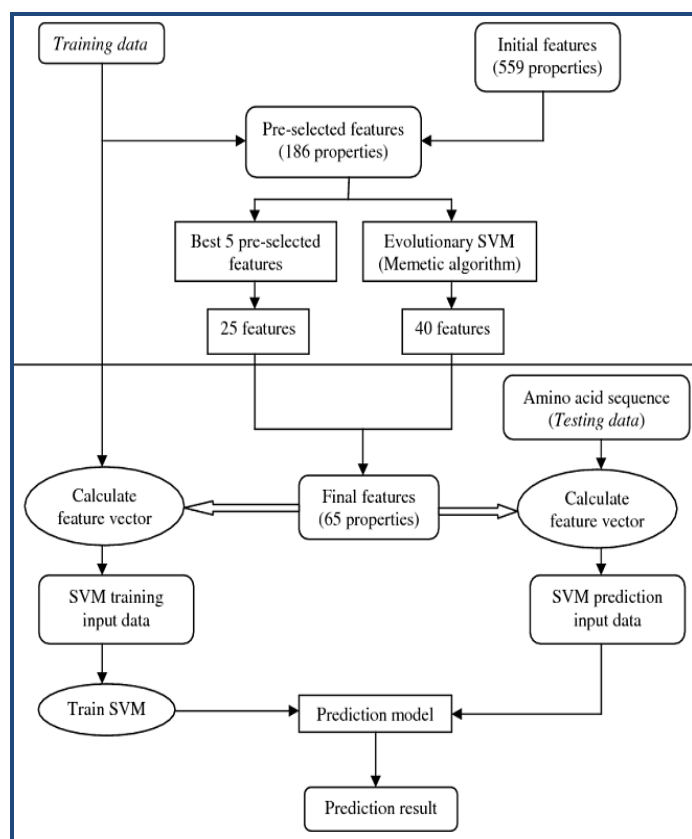 Training data
Initial features
(559 properties)
Pre-selected features
(186 properties)
Best 5 pre-selected
features
Evolutionary SVM
(Memetic algorithm)
25 features
40 features
Amino acid sequence
(Testing data)
Calculate
feature vector
Final features
(65 properties)
Calculate
feature vector
SVM training
input data
SVM prediction
input data
Train SVM
Prediction model
Prediction result